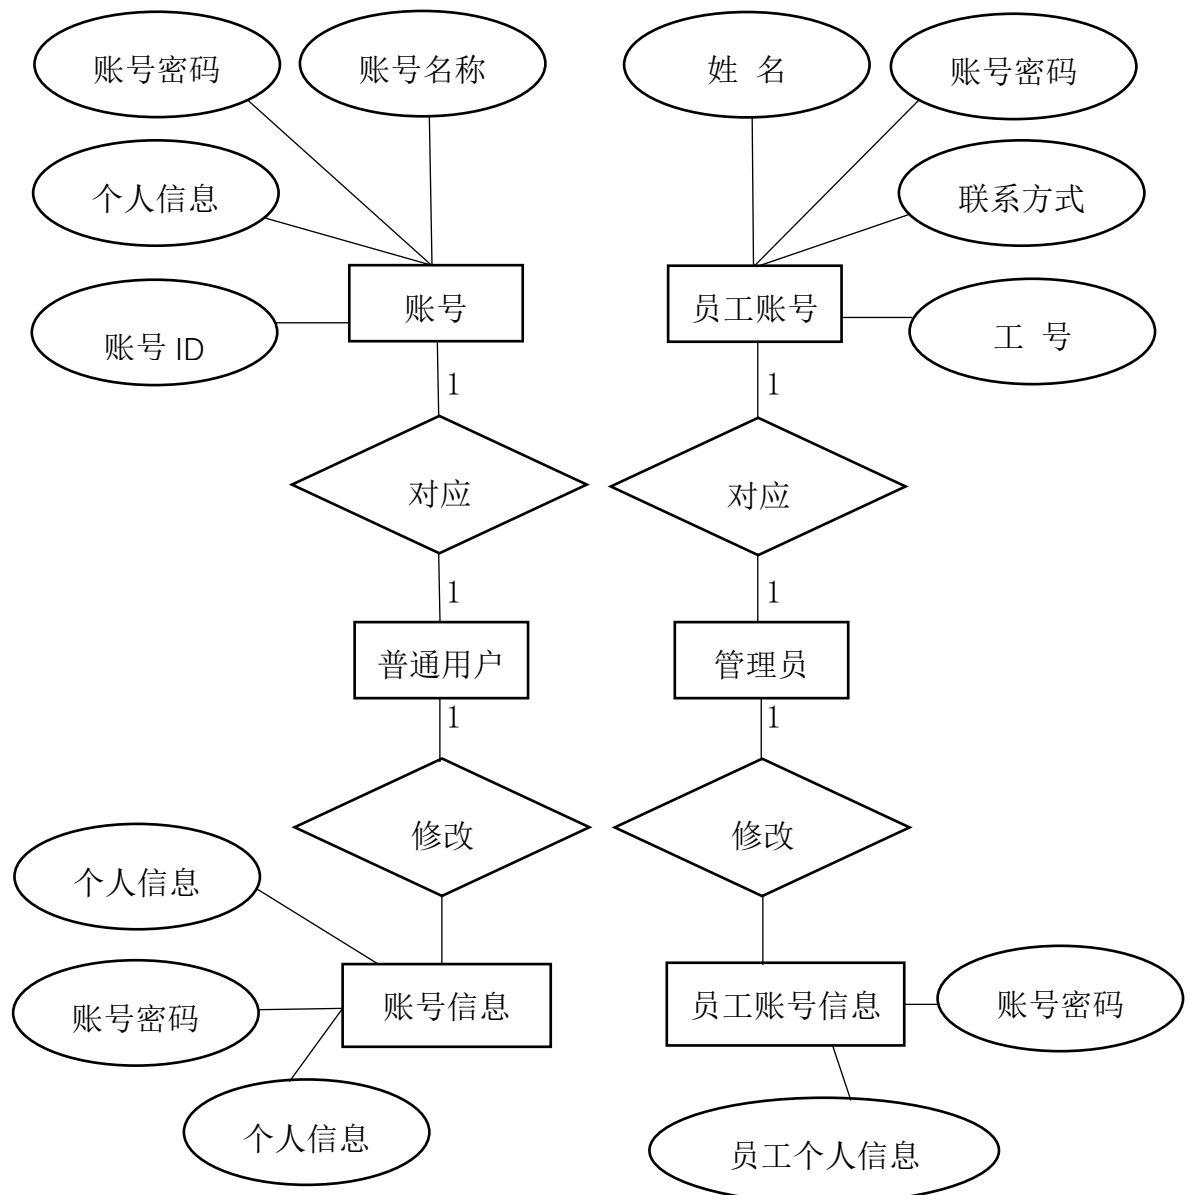 账号密码
账号名称
姓 名
账号密码
个人信息
联系方式
账号
员工账号
账号 ID
工 号
1
1
对应
对应
1
1
普通用户
管理员
1
1
修改
修改
个人信息
账号信息
员工账号信息
账号密码
账号密码
个人信息
员工个人信息